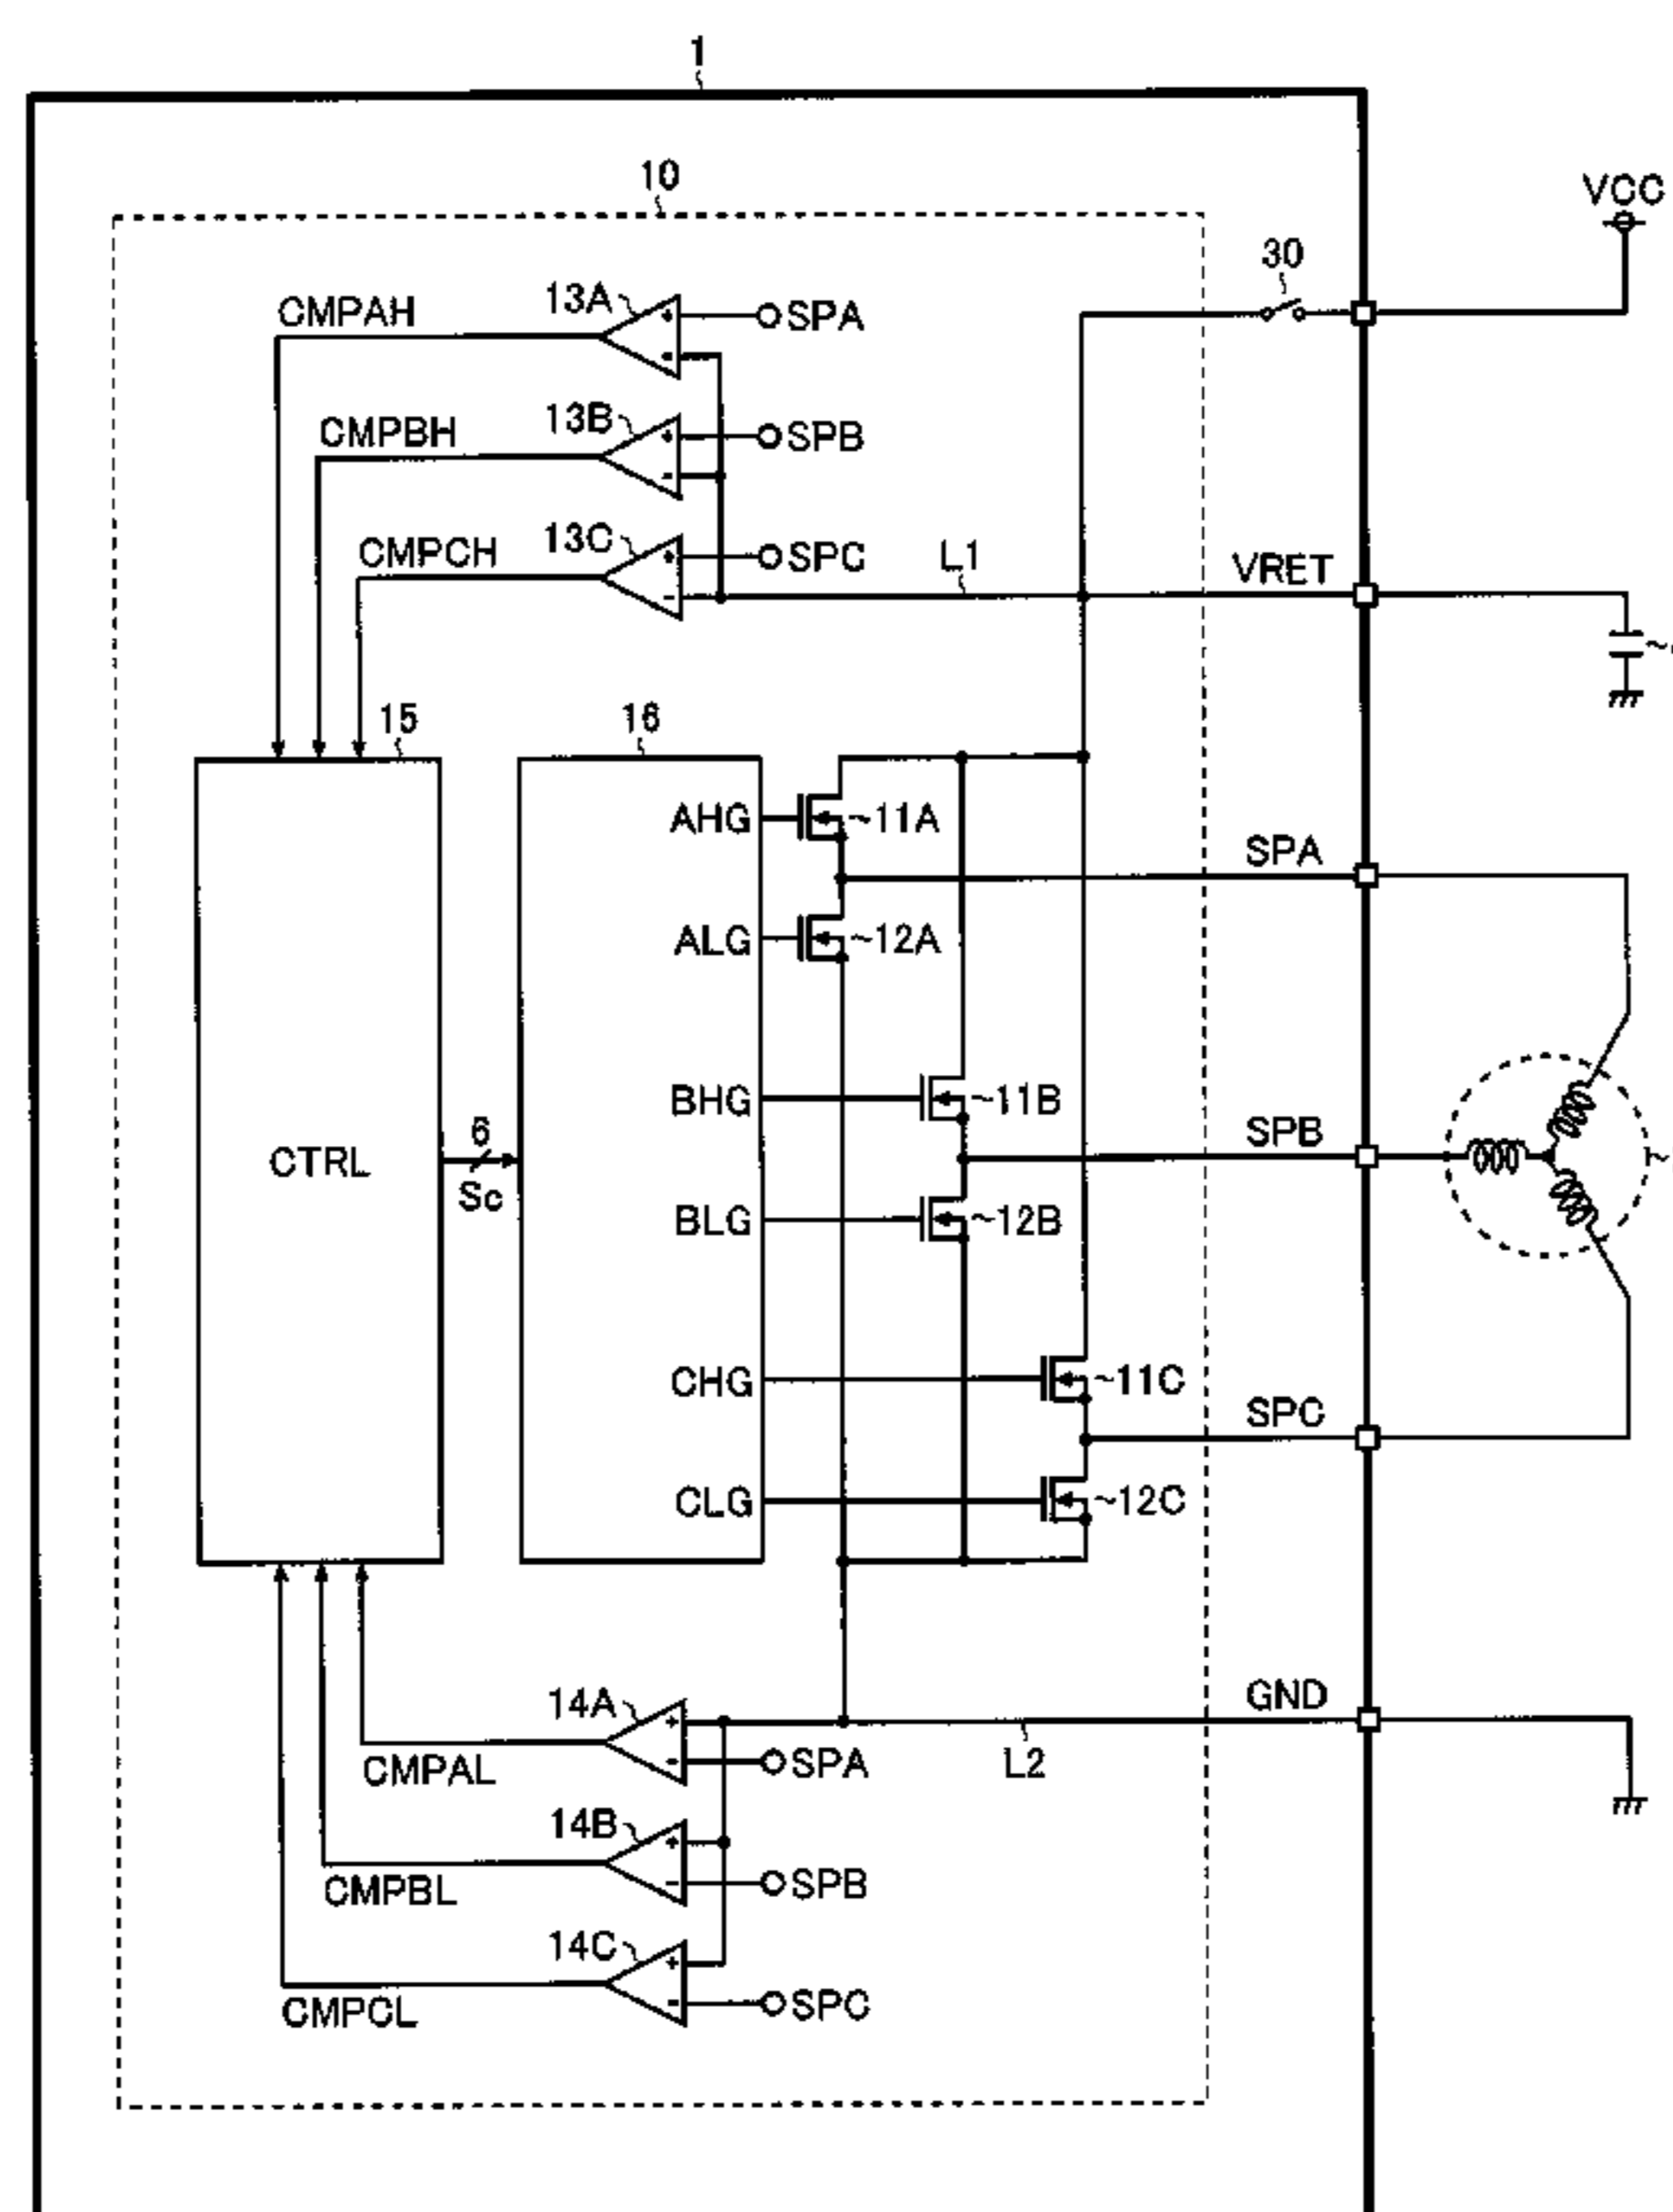 1
10
VCC
30
13A
SPA
CMPAH
13B
SPB
CMPBH
13C
SPC
CMPCH
L1
VRET
15
16
AHG
~11A
SPA
ALG
~12A
BHG
~11B
SPB
CTRL
6
Sc
BLG
~12B
CHG
~11C
SPC
CLG
~12C
14A
GND
SPA
L2
CMPAL
14B
SPB
CMPBL
14C
SPC
CMPCL